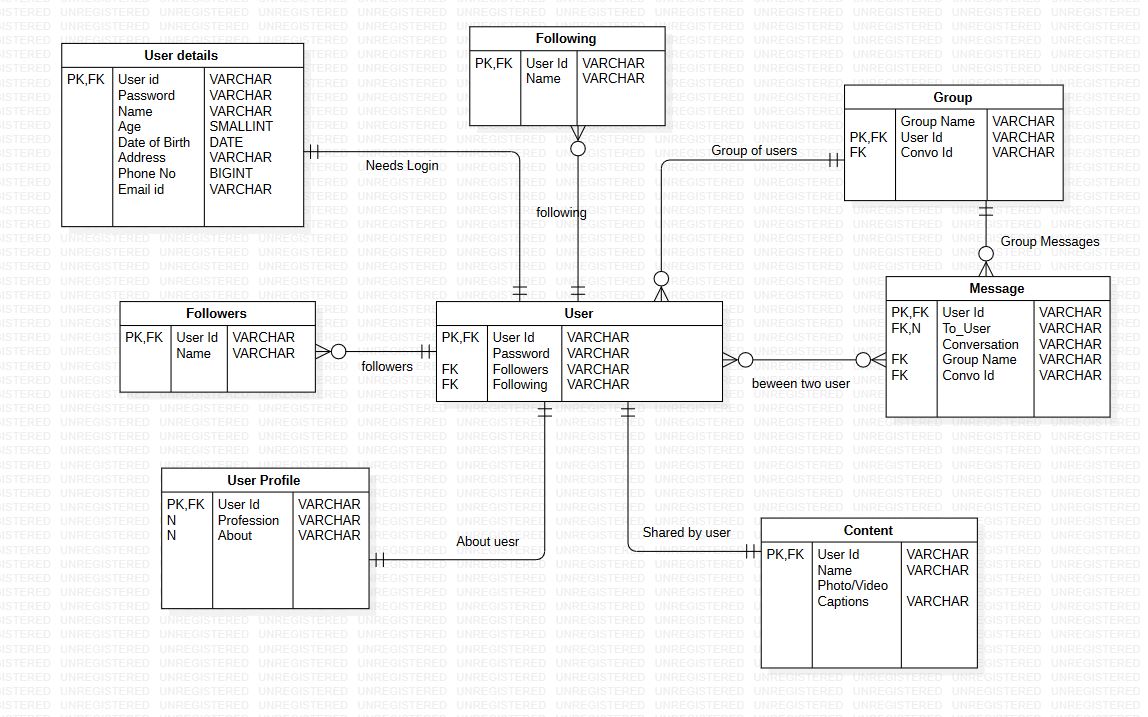 User details
PK,FK User id VARCHAR
Password VARCHAR
Name VARCHAR
Age SMALLINT
Date of Birth DATE
Address VARCHAR
Phone No BIGINT
Email id VARCHAR
Needs Login
Following
PK,FK User Id VARCHAR
Name VARCHAR
following
Group
Group Name VARCHAR
PK,FK User Id VARCHAR
FK Convo Id VARCHAR
Group of users
Group Messages
Followers
PK,FK User Id VARCHAR
Name VARCHAR
followers
User
PK,FK User Id VARCHAR
Password VARCHAR
FK Followers VARCHAR
FK Following VARCHAR
Message
PK,FK User Id VARCHAR
FK,N To_User VARCHAR
Conversation VARCHAR
FK Group Name VARCHAR
FK Convo Id VARCHAR
beween two user
User Profile
PK,FK User Id VARCHAR
N Profession VARCHAR
N About VARCHAR
About uesr
Shared by user
Content
PK,FK User Id VARCHAR
Name VARCHAR
Photo/Video
Captions VARCHAR
UNREGISTERED